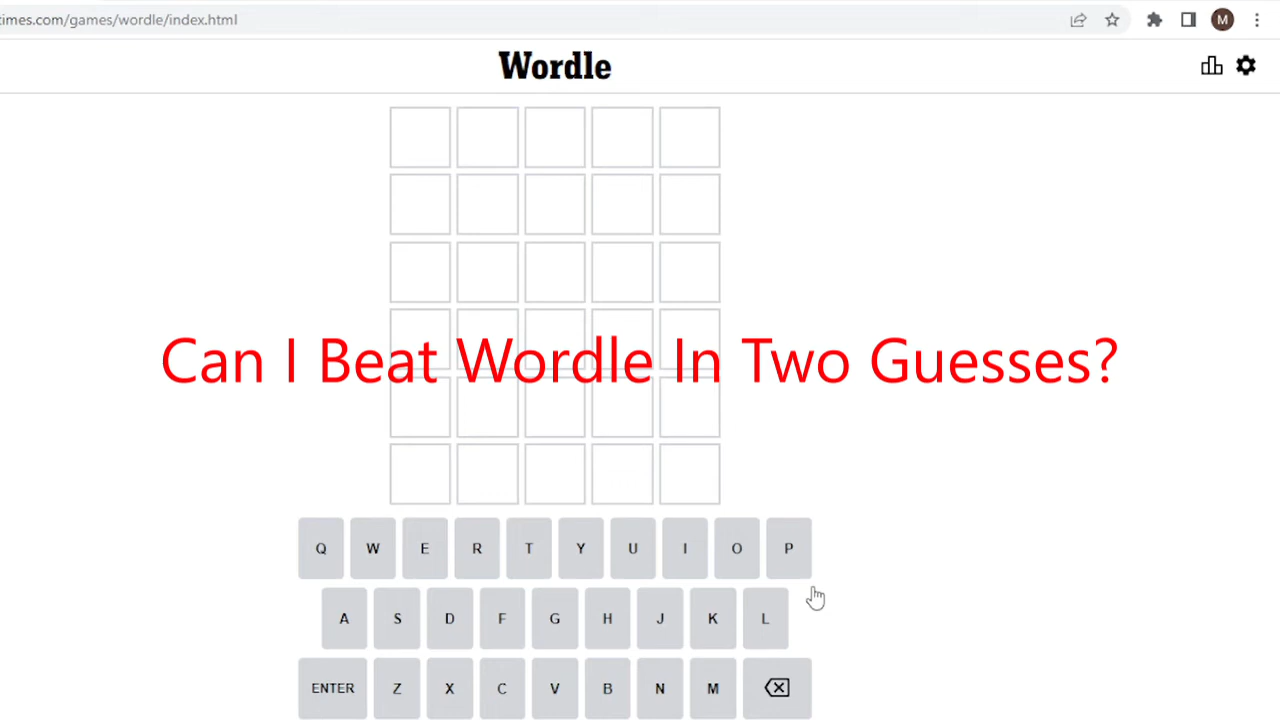 times.com/games/wordle/index.html
M
Wordle
Can I Beat Wordle In Two Guesses?
Q W E R T Y U I O P
A S D F G H J K L
ENTER Z X C V B N M